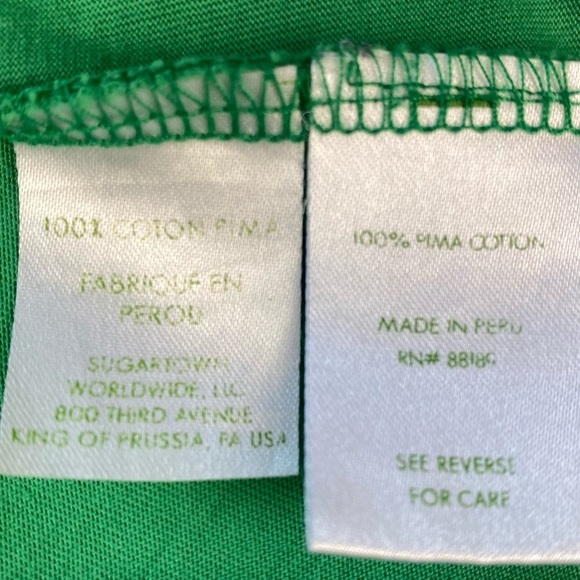 100% COTON PIMA
FABRIQUÉ EN
PEROU
SUGARTOWN
WORLDWIDE, LLC
800 THIRD AVENUE
KING OF PRUSSIA, PA USA
100% PIMA COTTON
MADE IN PERU
RN# 88189
SEE REVERSE
FOR CARE